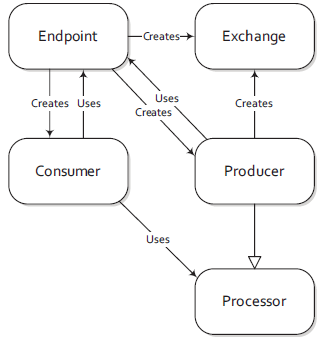 Endpoint
Creates
Exchange
Creates
Uses
Uses
Creates
Creates
Consumer
Producer
Uses
Processor